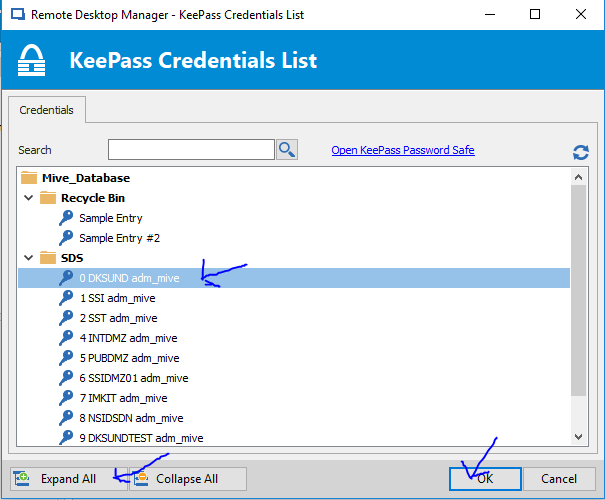 Remote Desktop Manager - KeePass Credentials List
KeePass Credentials List
Credentials
Search
Open KeePass Password Safe
Mive_Database
Recycle Bin
Sample Entry
Sample Entry #2
SDS
0 DKSUND adm_mive
1 SSI adm_mive
2 SST adm_mive
4 INTDMZ adm_mive
5 PUBDMZ adm_mive
6 SSIDMZ01 adm_mive
7 IMKIT adm_mive
8 NSIDSDN adm_mive
9 DKSUNDTEST adm_mive
Expand All Collapse All OK Cancel